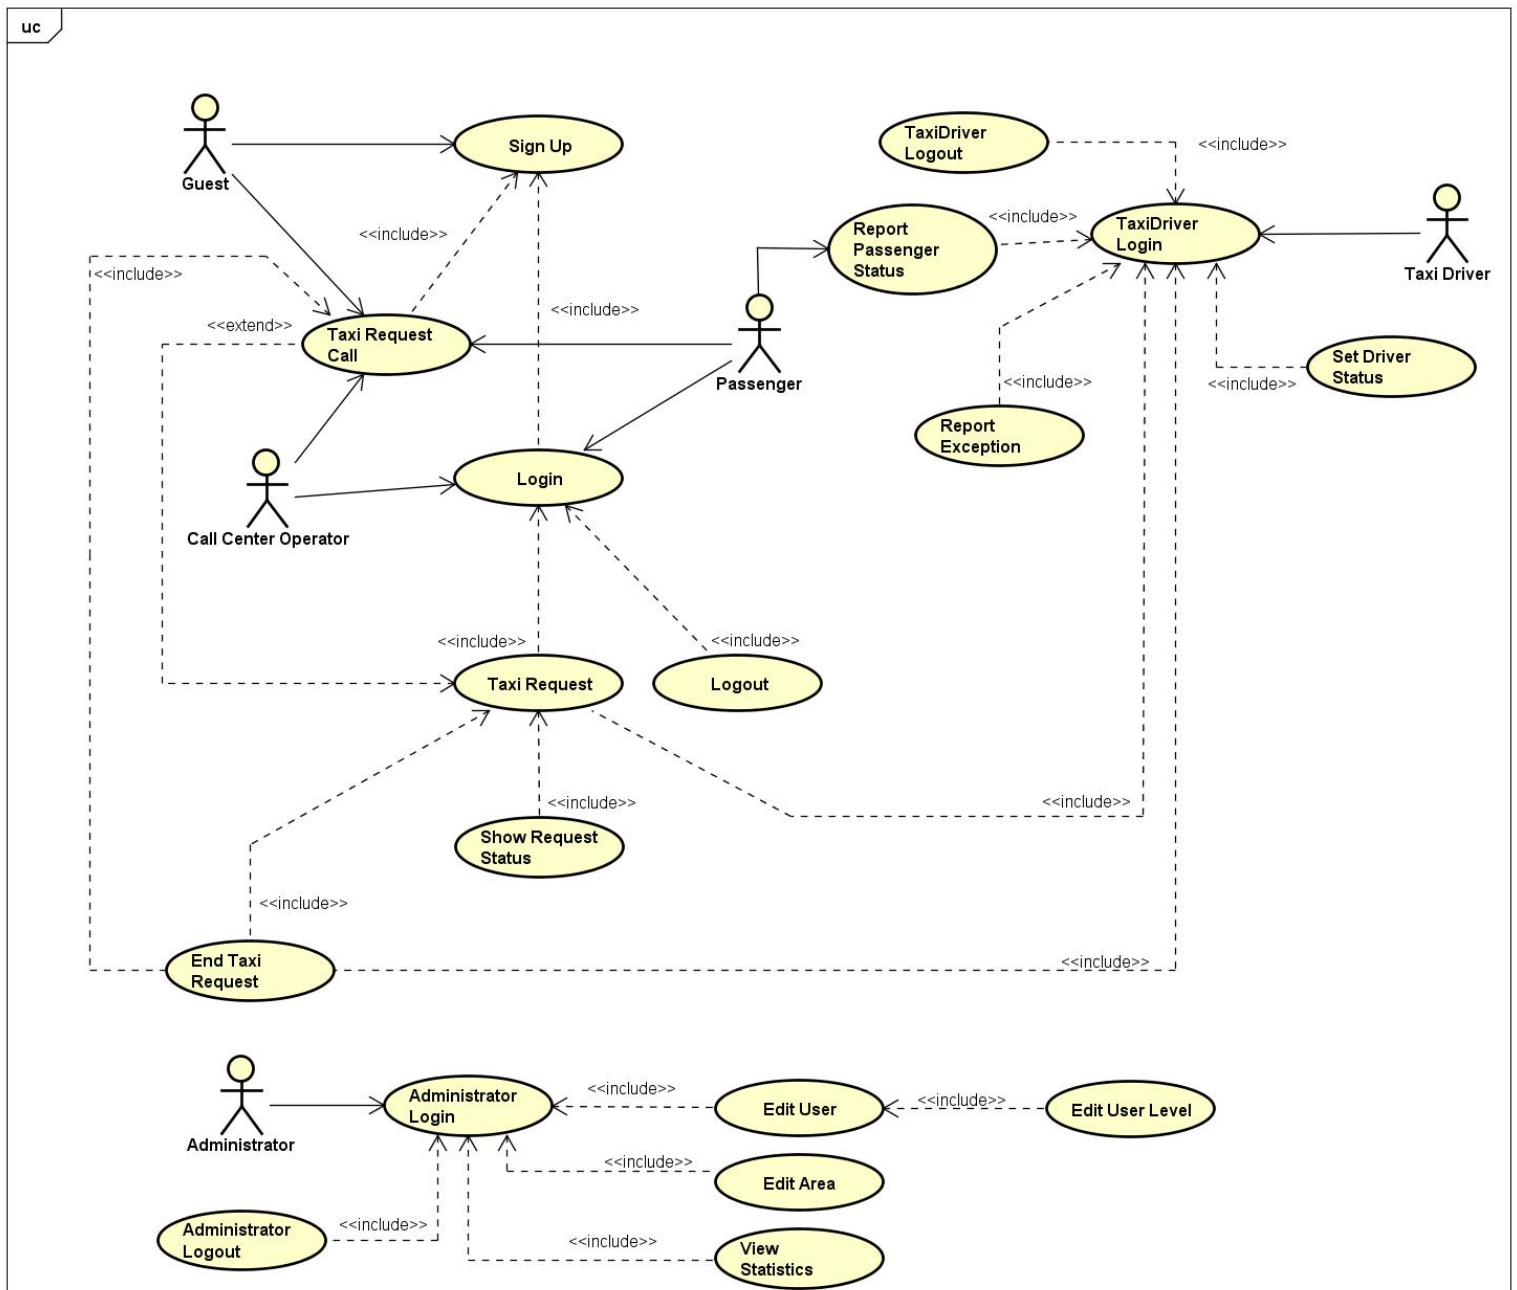 uc
Guest
Sign Up
TaxiDriver
Logout
<<include>>
Taxi Driver
<<include>>
Report
Passenger
Status
<<include>>
TaxiDriver
Login
<<include>>
<<extend>>
Taxi Request
Call
<<include>>
Passenger
Set Driver
Status
<<include>>
<<include>>
Report
Exception
Call Center Operator
Login
<<include>>
<<include>>
Taxi Request
Logout
<<include>>
<<include>>
Show Request
Status
<<include>>
End Taxi
Request
<<include>>
Administrator
Administrator
Login
<<include>>
Edit User
<<include>>
Edit User Level
<<include>>
Edit Area
Administrator
Logout
<<include>>
<<include>>
View
Statistics